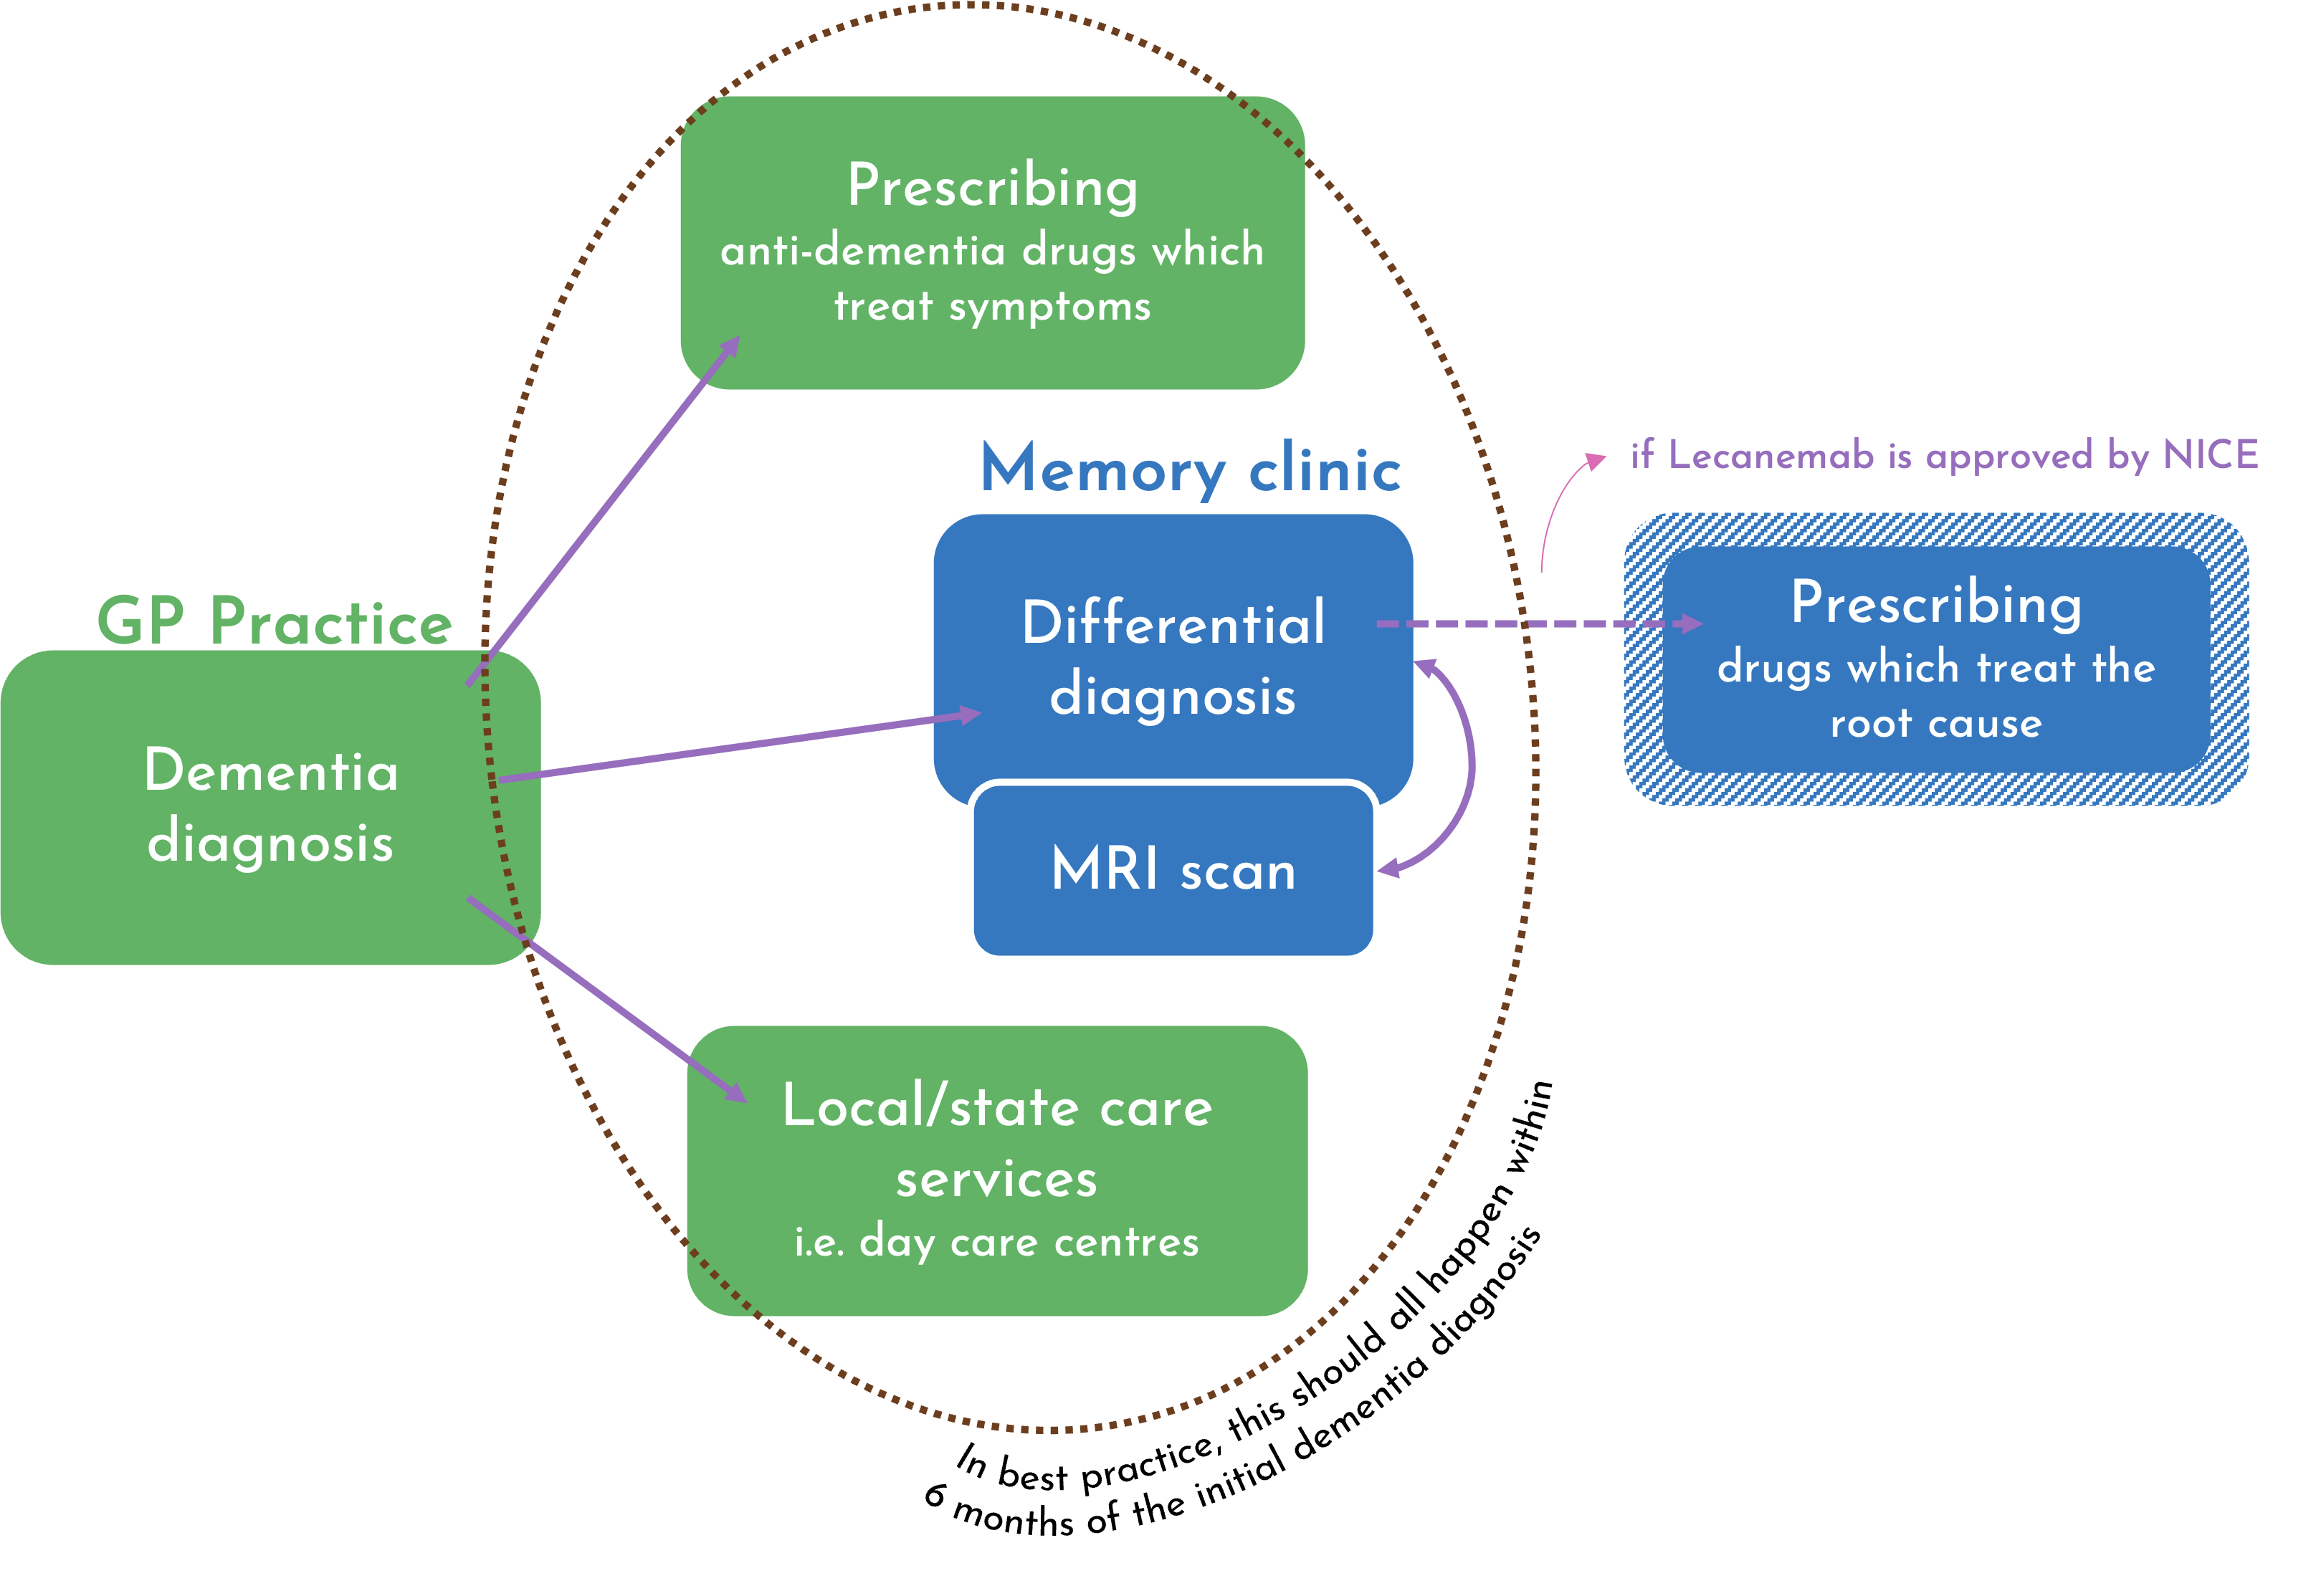 GP Practice
Dementia
diagnosis
Prescribing
anti-dementia drugs which
treat symptoms
Memory clinic
Differential
diagnosis
MRI scan
Local/state care
services
i.e. day care centres
if Lecanemab is approved by NICE
Prescribing
drugs which treat the
root cause
In best practice, this should all happen within
6 months of the initial dementia diagnosis